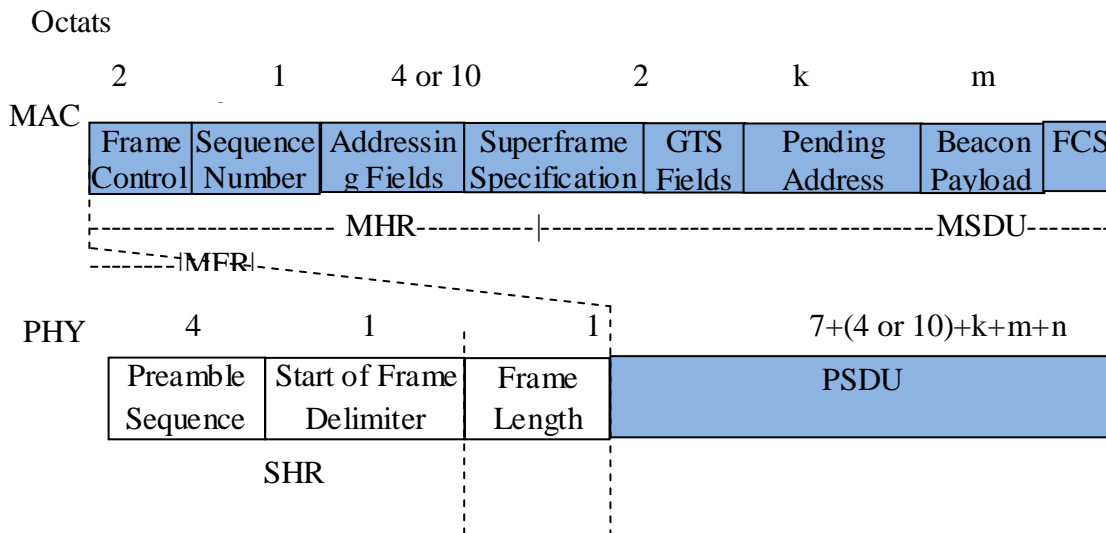 Octats
2 1 4 or 10 2 k m
MAC
Frame Control Sequence Number Addressin g Fields Superframe Specification GTS Fields Pending Address Beacon Payload FCS
MHR MSDU
MFR
PHY 4 1 1 7+(4 or 10)+k+m+n
Preamble Sequence Start of Frame Delimiter Frame Length PSDU
SHR